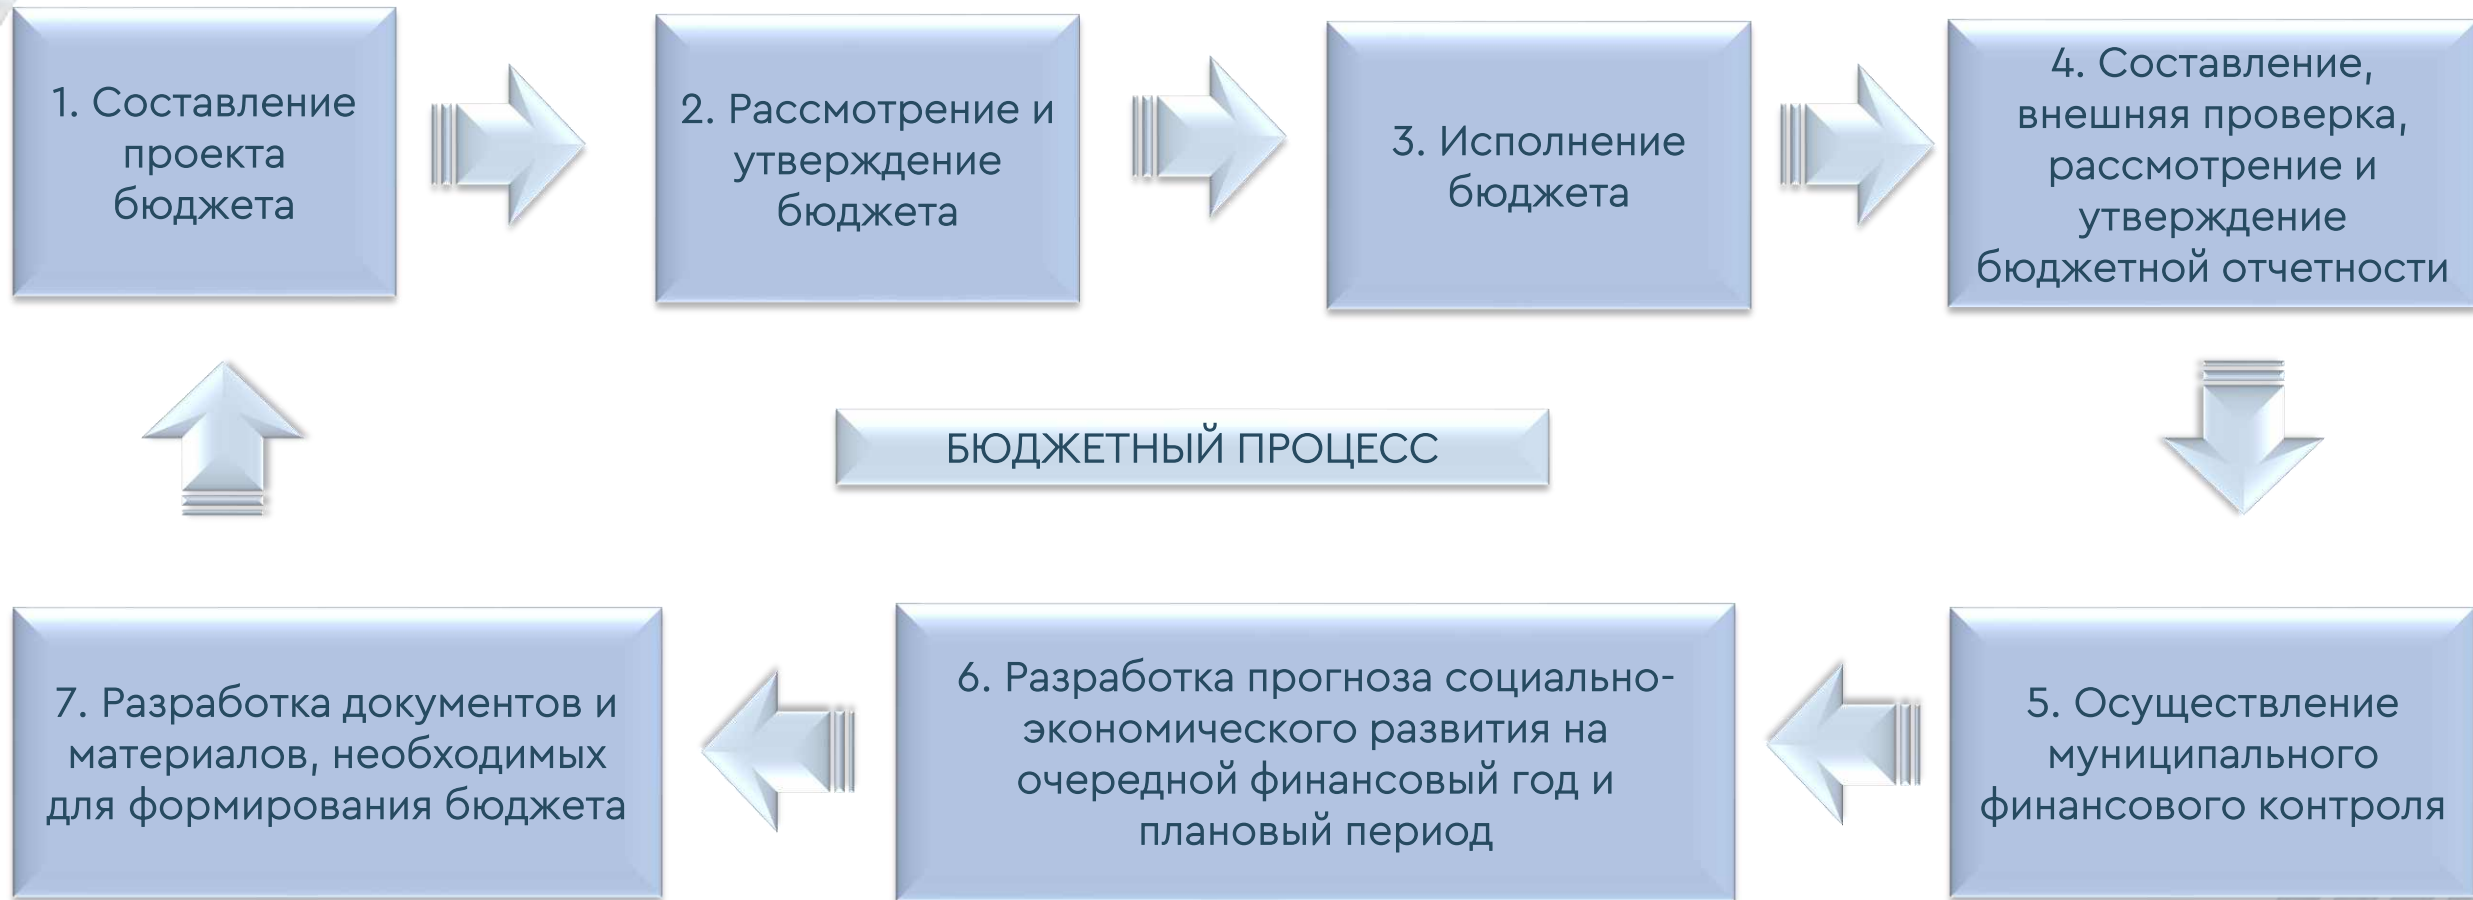 1. Составление
проекта
бюджета
2. Рассмотрение и
утверждение
бюджета
3. Исполнение
бюджета
4. Составление,
внешняя проверка,
рассмотрение и
утверждение
бюджетной отчетности
БЮДЖЕТНЫЙ ПРОЦЕСС
7. Разработка документов и
материалов, необходимых
для формирования бюджета
6. Разработка прогноза социально-
экономического развития на
очередной финансовый год и
плановый период
5. Осуществление
муниципального
финансового контроля